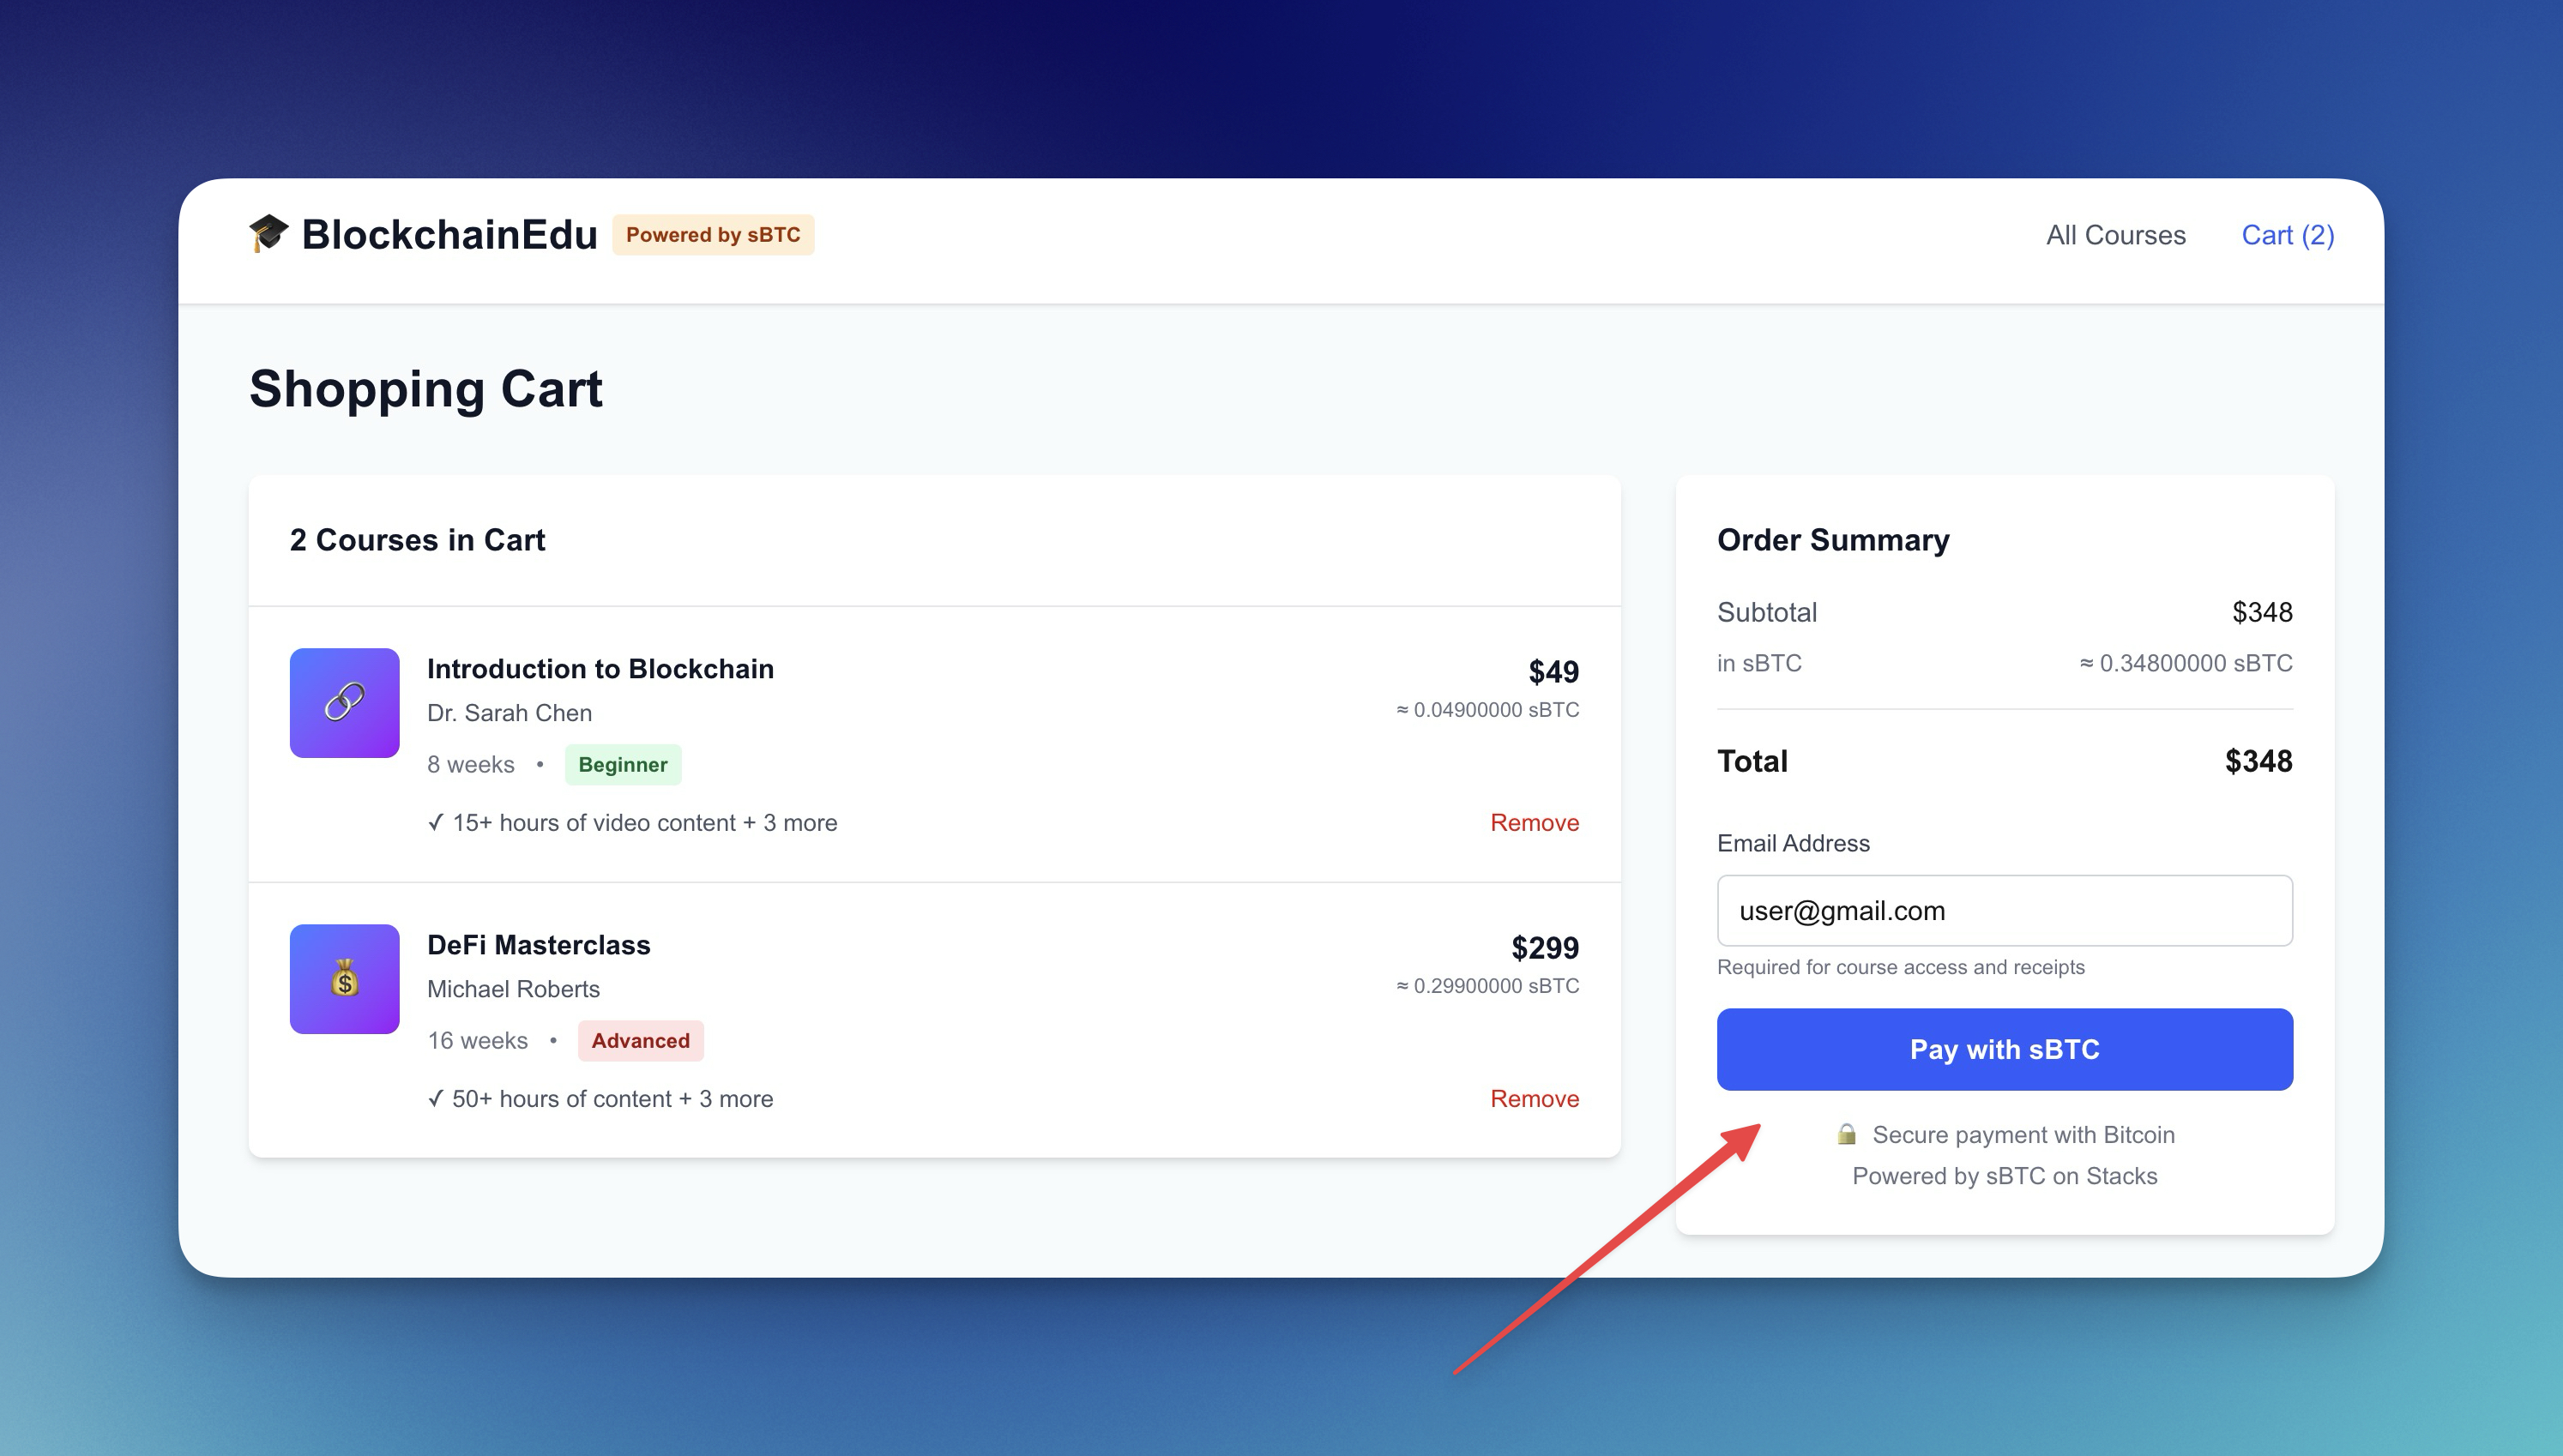 BlockchainEdu Powered by sBTC
All Courses Cart (2)
Shopping Cart
2 Courses in Cart
Introduction to Blockchain
$49
Dr. Sarah Chen
≈ 0.04900000 sBTC
8 weeks • Beginner
✓ 15+ hours of video content + 3 more
Remove
DeFi Masterclass
$299
Michael Roberts
≈ 0.29900000 sBTC
16 weeks • Advanced
✓ 50+ hours of content + 3 more
Remove
Order Summary
Subtotal $348
in sBTC ≈ 0.34800000 sBTC
Total $348
Email Address
user@gmail.com
Required for course access and receipts
Pay with sBTC
Secure payment with Bitcoin
Powered by sBTC on Stacks